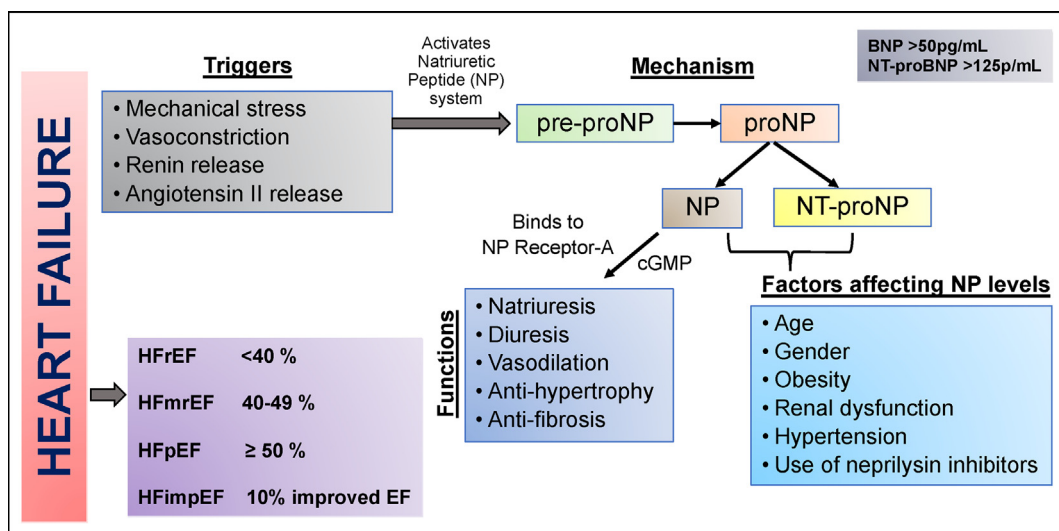 HEART FAILURE
Triggers
• Mechanical stress
• Vasoconstriction
• Renin release
• Angiotensin II release
Activates
Natriuretic
Peptide (NP)
system
Mechanism
BNP >50pg/mL
NT-proBNP >125p/mL
pre-proNP
proNP
NP
NT-proNP
Binds to
NP Receptor-A
cGMP
Functions
• Natriuresis
• Diuresis
• Vasodilation
• Anti-hypertrophy
• Anti-fibrosis
Factors affecting NP levels
• Age
• Gender
• Obesity
• Renal dysfunction
• Hypertension
• Use of neprilysin inhibitors
HFrEF <40 %
HFmrEF 40-49 %
HFpEF ≥ 50 %
HFimpEF 10% improved EF